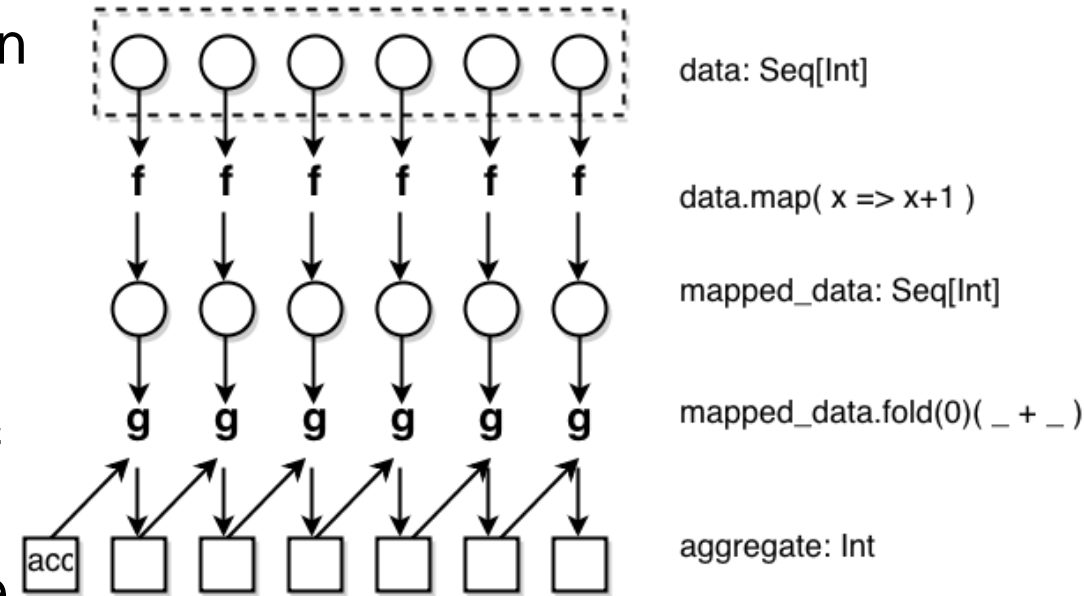 n
data: Seq[Int]
f f f f f f
data.map( x => x+1 )
mapped_data: Seq[Int]
g g g g g g
mapped_data.fold(0)( _ + _ )
acc
aggregate: Int